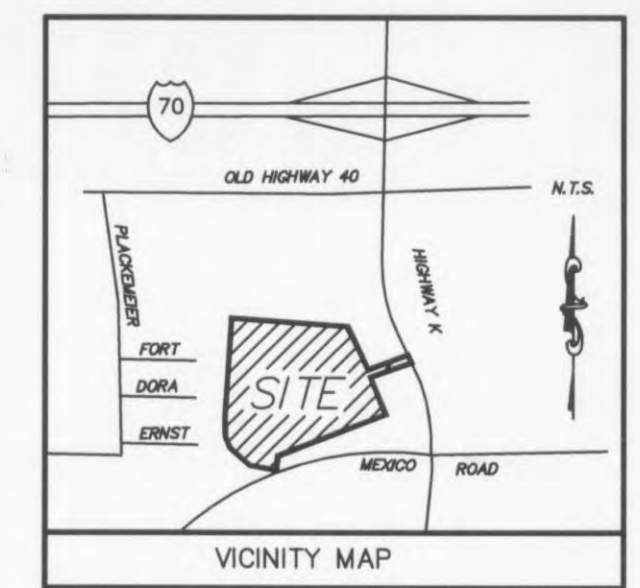 70
OLD HIGHWAY 40
N.T.S.
PLACKEMEIER
HIGHWAY K
FORT
DORA
ERNST
SITE
MEXICO ROAD
VICINITY MAP